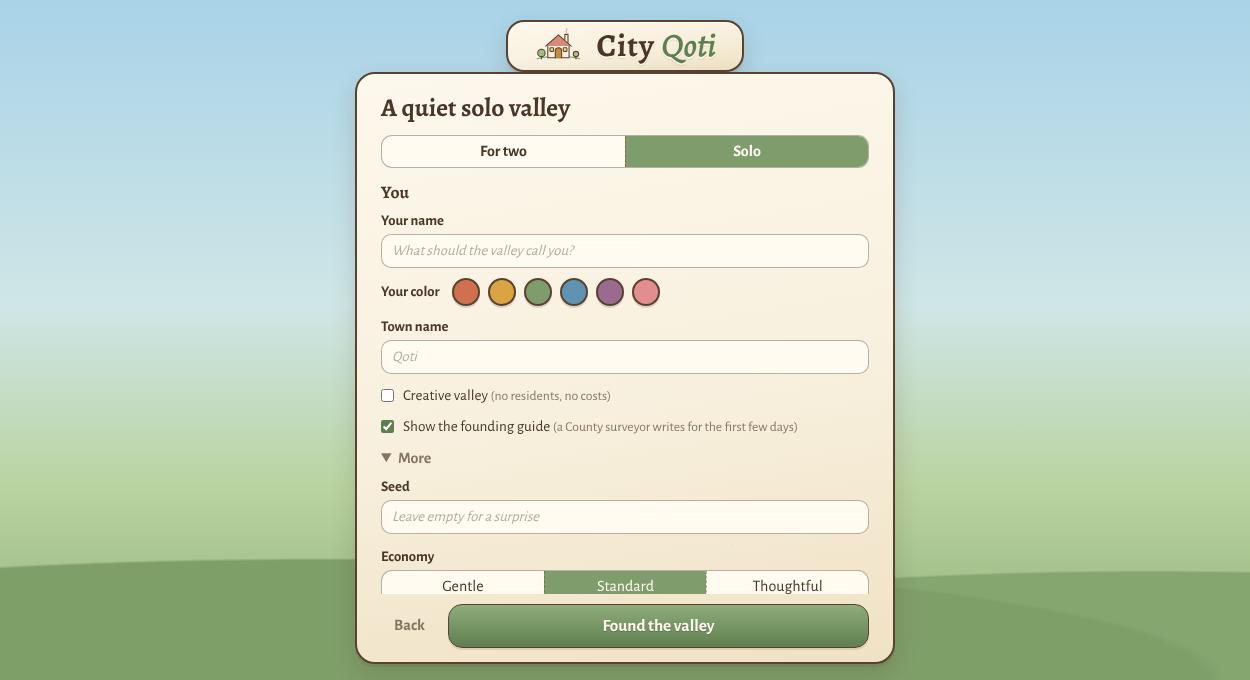 City Qoti
A quiet solo valley
For two
Solo
You
Your name
What should the valley call you?
Your color
Town name
Qoti
Creative valley (no residents, no costs)
Show the founding guide (a County surveyor writes for the first few days)
▼ More
Seed
Leave empty for a surprise
Economy
Gentle
Standard
Thoughtful
Back
Found the valley